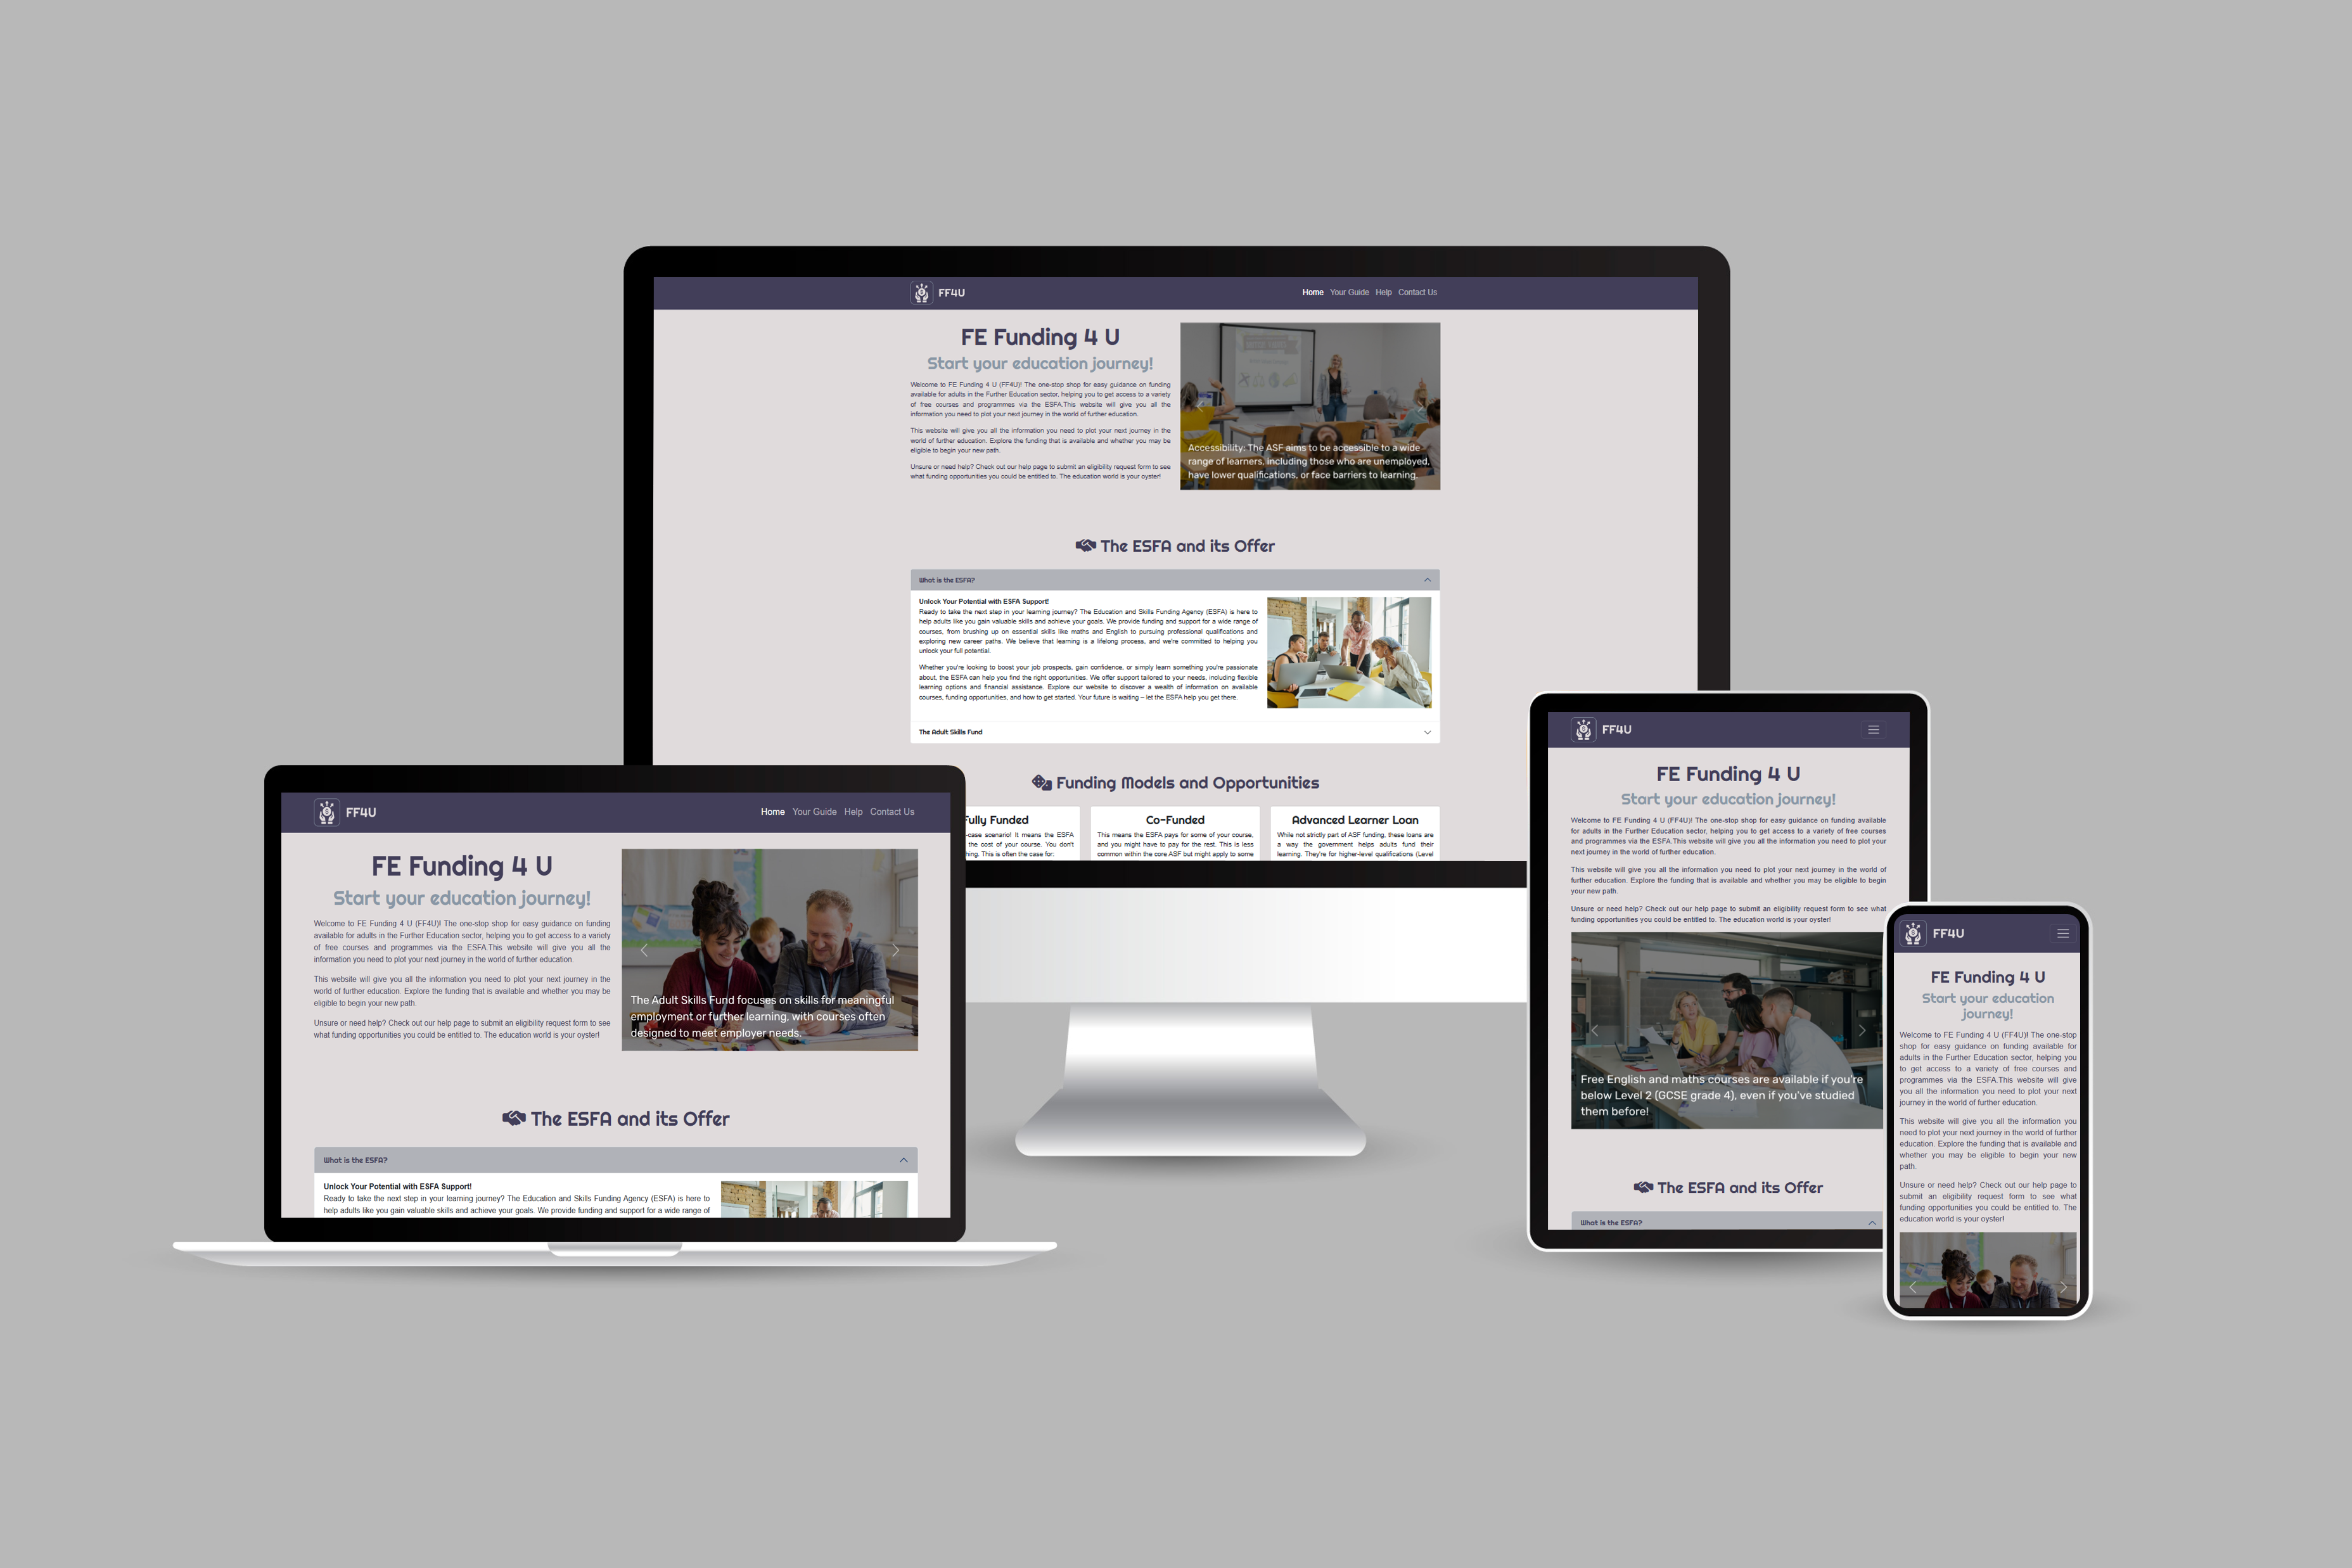 FF4U
Home Your Guide Help Contact Us
FE Funding 4 U
Start your education journey!
Welcome to FE Funding 4 U (FF4U)! The one-stop shop for easy guidance on funding
available for adults in the Further Education sector, helping you to get access to a variety
of free courses and programmes via the ESFA.This website will give you all the
information you need to plot your next journey in the world of further education.
This website will give you all the information you need to plot your next journey in the
world of further education. Explore the funding that is available and whether you may be
eligible to begin your new path.
Unsure or need help? Check out our help page to submit an eligibility request form to see
what funding opportunities you could be entitled to. The education world is your oyster!
Accessibility: The ASF aims to be accessible to a wide
range of learners, including those who are unemployed,
have lower qualifications, or face barriers to learning.
The ESFA and its Offer
What is the ESFA?
Unlock Your Potential with ESFA Support!
Ready to take the next step in your learning journey? The Education and Skills Funding Agency (ESFA) is here to
help adults like you gain valuable skills and achieve your goals. We provide funding and support for a wide range of
courses, from brushing up on essential skills like maths and English to pursuing professional qualifications and
exploring new career paths. We believe that learning is a lifelong process, and we're committed to helping you
unlock your full potential.
Whether you're looking to boost your job prospects, gain confidence, or simply learn something you're passionate
about, the ESFA can help you find the right opportunities. We offer support tailored to your needs, including flexible
learning options and financial assistance. Explore our website to discover a wealth of information on available
courses, funding opportunities, and how to get started. Your future is waiting – let the ESFA help you get there.
The Adult Skills Fund
Funding Models and Opportunities
Fully Funded
-case scenario! It means the ESFA
the cost of your course. You don't
hing. This is often the case for:
Co-Funded
This means the ESFA pays for some of your course,
and you might have to pay for the rest. This is less
common within the core ASF but might apply to some
Advanced Learner Loan
While not strictly part of ASF funding, these loans are
a way the government helps adults fund their
learning. They're for higher-level qualifications (Level
FF4U
Home Your Guide Help Contact Us
FE Funding 4 U
Start your education journey!
Welcome to FE Funding 4 U (FF4U)! The one-stop shop for easy guidance on funding
available for adults in the Further Education sector, helping you to get access to a variety
of free courses and programmes via the ESFA.This website will give you all the
information you need to plot your next journey in the world of further education.
This website will give you all the information you need to plot your next journey in the
world of further education. Explore the funding that is available and whether you may be
eligible to begin your new path.
Unsure or need help? Check out our help page to submit an eligibility request form to see
what funding opportunities you could be entitled to. The education world is your oyster!
The Adult Skills Fund focuses on skills for meaningful
employment or further learning, with courses often
designed to meet employer needs.
The ESFA and its Offer
What is the ESFA?
Unlock Your Potential with ESFA Support!
Ready to take the next step in your learning journey? The Education and Skills Funding Agency (ESFA) is here to
help adults like you gain valuable skills and achieve your goals. We provide funding and support for a wide range of
FF4U
FE Funding 4 U
Start your education journey!
Welcome to FE Funding 4 U (FF4U)! The one-stop shop for easy guidance on funding available
for adults in the Further Education sector, helping you to get access to a variety of free courses
and programmes via the ESFA.This website will give you all the information you need to plot your
next journey in the world of further education.
This website will give you all the information you need to plot your next journey in the world of
further education. Explore the funding that is available and whether you may be eligible to begin
your new path.
Unsure or need help? Check out our help page to submit an eligibility request form to see what
funding opportunities you could be entitled to. The education world is your oyster!
Free English and maths courses are available if you're
below Level 2 (GCSE grade 4), even if you've studied
them before!
The ESFA and its Offer
What is the ESFA?
FF4U
FE Funding 4 U
Start your education
journey!
Welcome to FE Funding 4 U (FF4U)! The one-stop
shop for easy guidance on funding available for
adults in the Further Education sector, helping you
to get access to a variety of free courses and
programmes via the ESFA.This website will give
you all the information you need to plot your next
journey in the world of further education.
This website will give you all the information you
need to plot your next journey in the world of further
education. Explore the funding that is available and
whether you may be eligible to begin your new
path.
Unsure or need help? Check out our help page to
submit an eligibility request form to see what
funding opportunities you could be entitled to. The
education world is your oyster!